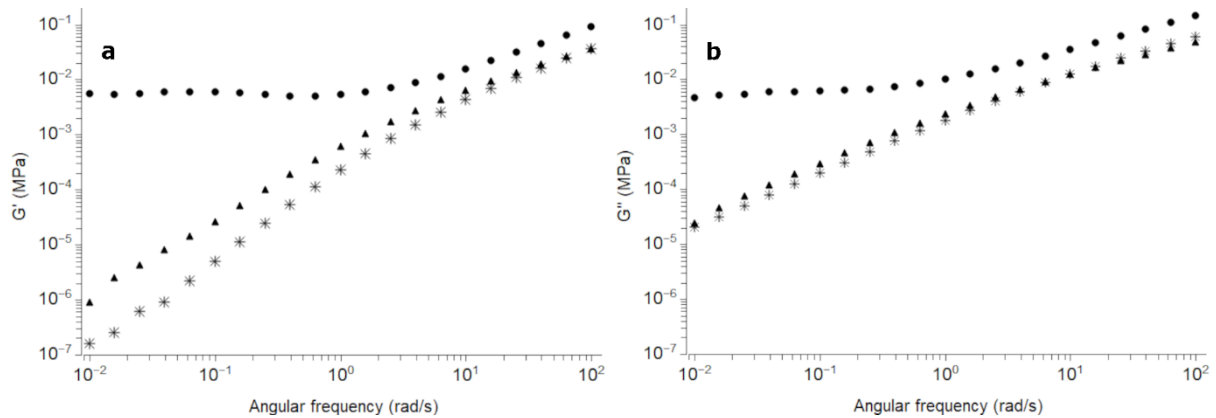 a
G' (MPa)
10⁻¹
10⁻²
10⁻³
10⁻⁴
10⁻⁵
10⁻⁶
10⁻⁷
10⁻² 10⁻¹ 10⁰ 10¹ 10²
Angular frequency (rad/s)
b
G'' (MPa)
10⁻¹
10⁻²
10⁻³
10⁻⁴
10⁻⁵
10⁻⁶
10⁻⁷
10⁻² 10⁻¹ 10⁰ 10¹ 10²
Angular frequency (rad/s)